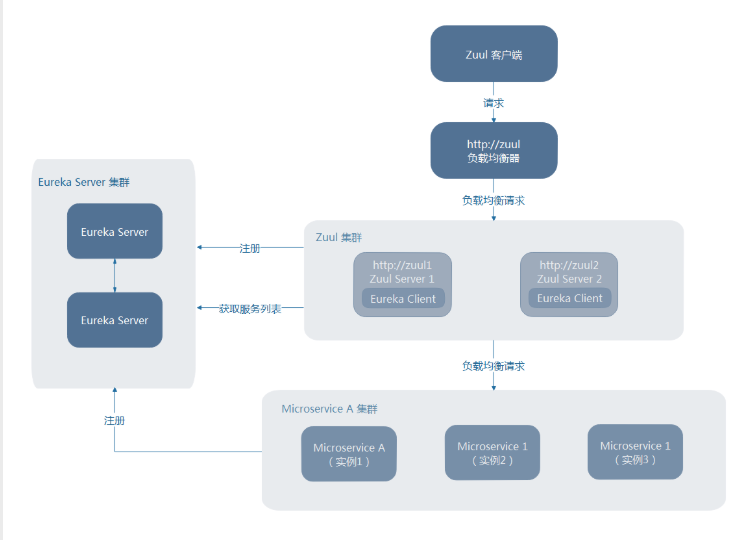 Zuul 客户端
请求
http://zuul
负载均衡器
负载均衡请求
Eureka Server 集群
Eureka Server
Eureka Server
注册
获取服务列表
Zuul 集群
http://zuul1
Zuul Server 1
Eureka Client
http://zuul2
Zuul Server 2
Eureka Client
负载均衡请求
注册
Microservice A 集群
Microservice A
（实例1）
Microservice 1
（实例2）
Microservice 1
（实例3）